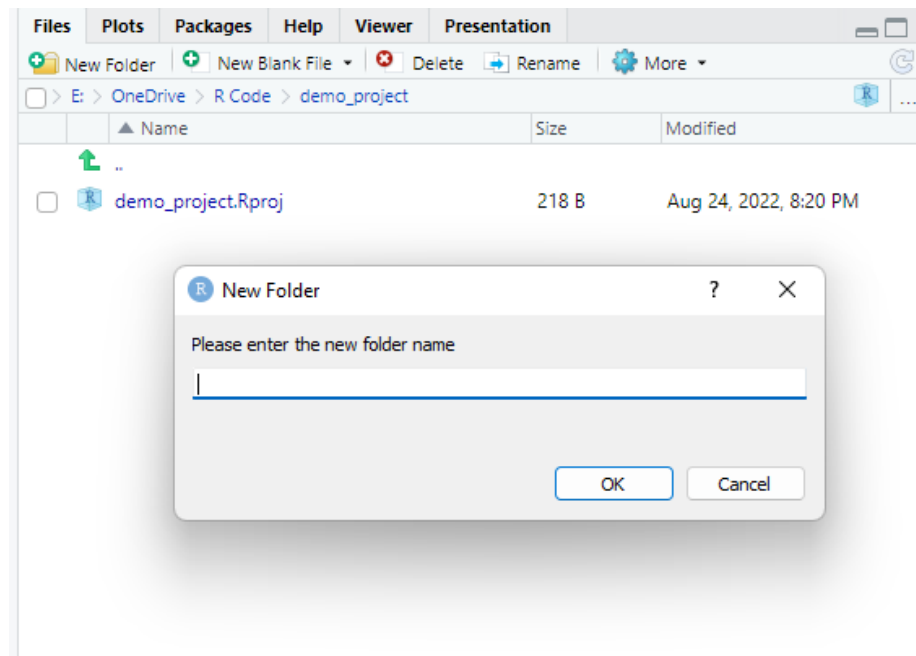 Files Plots Packages Help Viewer Presentation
New Folder New Blank File Delete Rename More
E: > OneDrive > R Code > demo_project R ...
Name Size Modified
..
R demo_project.Rproj 218 B Aug 24, 2022, 8:20 PM
R New Folder ?
Please enter the new folder name
OK Cancel